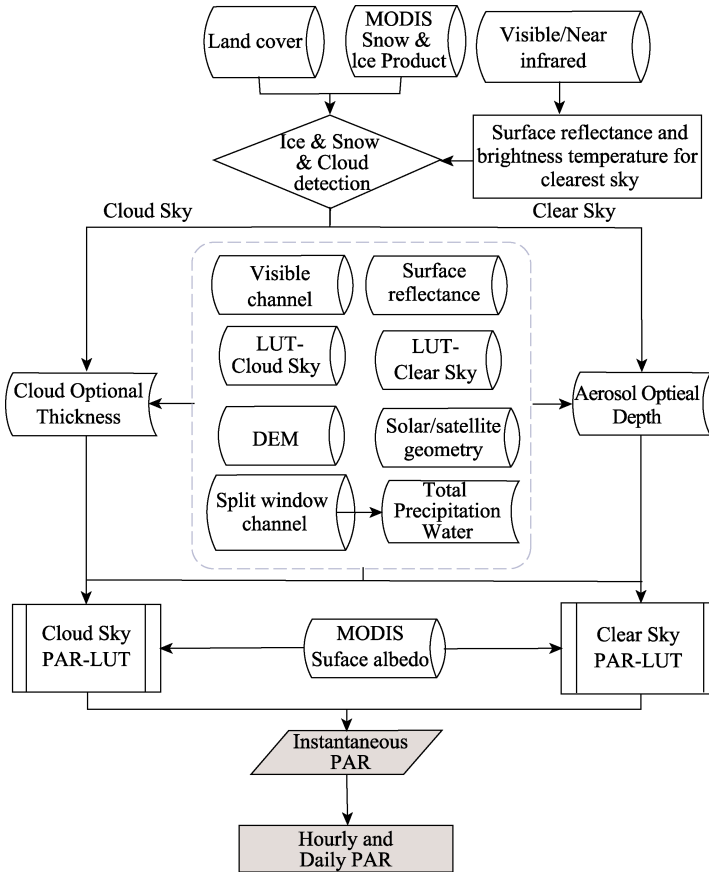 Land cover
MODIS
Snow &
Ice Product
Visible/Near
infrared
Ice & Snow
& Cloud
detection
Surface reflectance and
brightness temperature for
clearest sky
Cloud Sky
Clear Sky
Visible
channel
Surface
reflectance
LUT-
Cloud Sky
LUT-
Clear Sky
Cloud Optional
Thickness
Aerosol Optieal
Depth
DEM
Solar/satellite
geometry
Split window
channel
Total
Precipitation
Water
Cloud Sky
PAR-LUT
MODIS
Suface albedo
Clear Sky
PAR-LUT
Instantaneous
PAR
Hourly and
Daily PAR